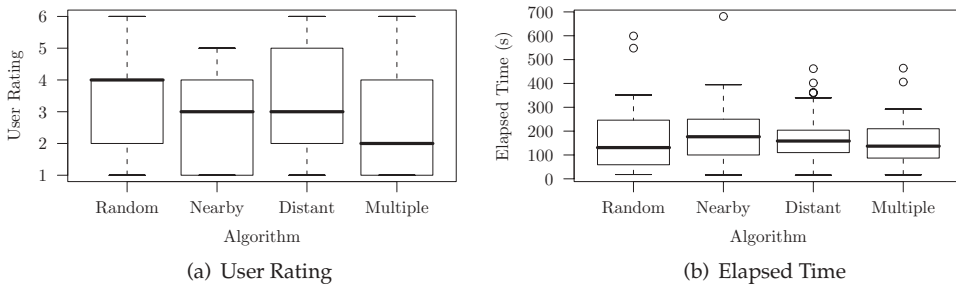 6
5
4
3
2
1
User Rating
Random Nearby Distant Multiple
Algorithm
(a) User Rating
700
600
500
400
300
200
100
0
Elapsed Time (s)
Random Nearby Distant Multiple
Algorithm
(b) Elapsed Time